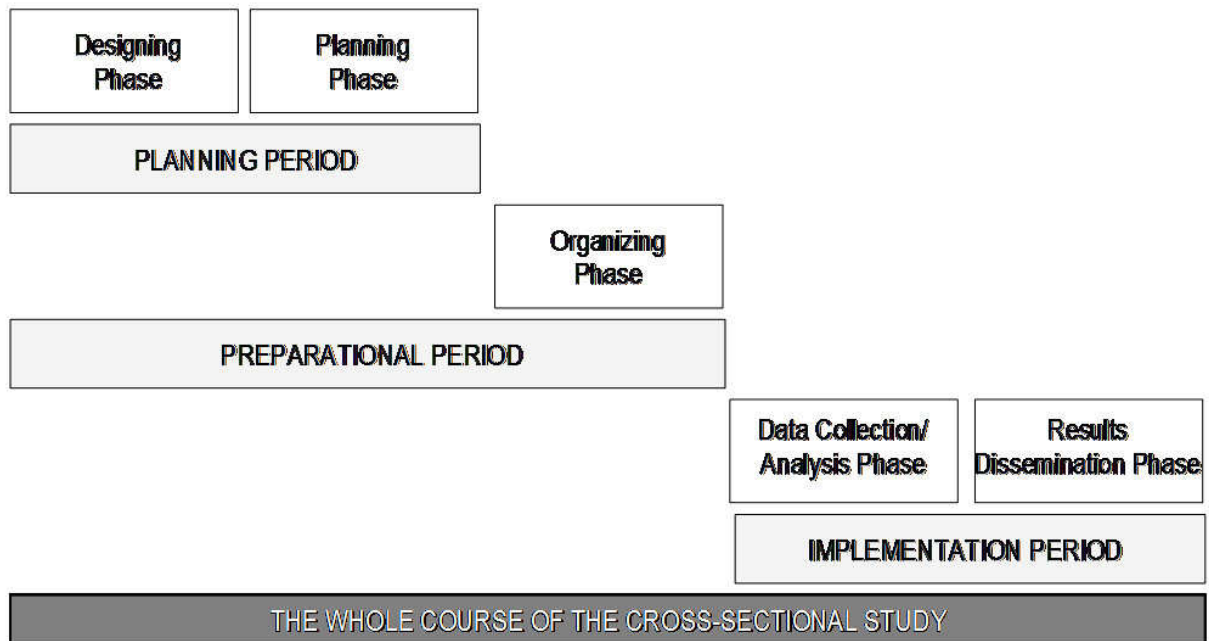 Designing
Phase
Planning
Phase
PLANNING PERIOD
Organizing
Phase
PREPARATIONAL PERIOD
Data Collection/
Analysis Phase
Results
Dissemination Phase
IMPLEMENTATION PERIOD
THE WHOLE COURSE OF THE CROSS-SECTIONAL STUDY